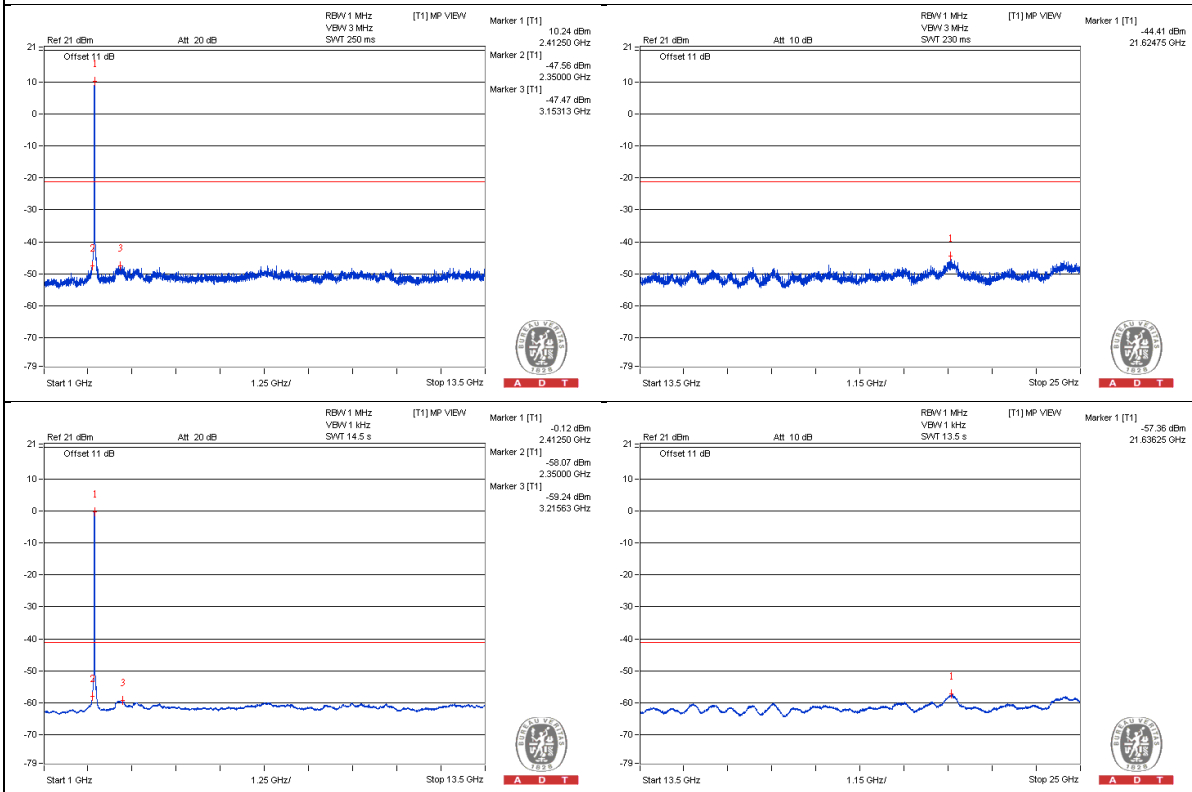 RBW 1 MHz [T1] MP VIEW
VBW 3 MHz
Ref 21 dBm Att 20 dB SWT 250 ms
Marker 1 [T1]
10.24 dBm
2.41250 GHz
Marker 2 [T1]
-47.56 dBm
2.35000 GHz
Marker 3 [T1]
-47.47 dBm
3.15313 GHz
21
Offset 11 dB
1
10
0
-10
-20
-30
-40
2 3
-50
-60
-70
-79
Start 1 GHz 1.25 GHz/ Stop 13.5 GHz
BUREAU VERITAS
1828
A D T
RBW 1 MHz [T1] MP VIEW
VBW 3 MHz
Ref 21 dBm Att 10 dB SWT 230 ms
Marker 1 [T1]
-44.41 dBm
21.62475 GHz
21
Offset 11 dB
10
0
-10
-20
-30
-40
1
-50
-60
-70
-79
Start 13.5 GHz 1.15 GHz/ Stop 25 GHz
BUREAU VERITAS
1828
A D T
RBW 1 MHz [T1] MP VIEW
VBW 1 kHz
Ref 21 dBm Att 20 dB SWT 14.5 s
Marker 1 [T1]
-0.12 dBm
2.41250 GHz
Marker 2 [T1]
-58.07 dBm
2.35000 GHz
Marker 3 [T1]
-59.24 dBm
3.21563 GHz
21
Offset 11 dB
10
1
0
-10
-20
-30
-40
-50
2 3
-60
-70
-79
Start 1 GHz 1.25 GHz/ Stop 13.5 GHz
BUREAU VERITAS
1828
A D T
RBW 1 MHz [T1] MP VIEW
VBW 1 kHz
Ref 21 dBm Att 10 dB SWT 13.5 s
Marker 1 [T1]
-57.36 dBm
21.63625 GHz
21
Offset 11 dB
10
0
-10
-20
-30
-40
-50
1
-60
-70
-79
Start 13.5 GHz 1.15 GHz/ Stop 25 GHz
BUREAU VERITAS
1828
A D T